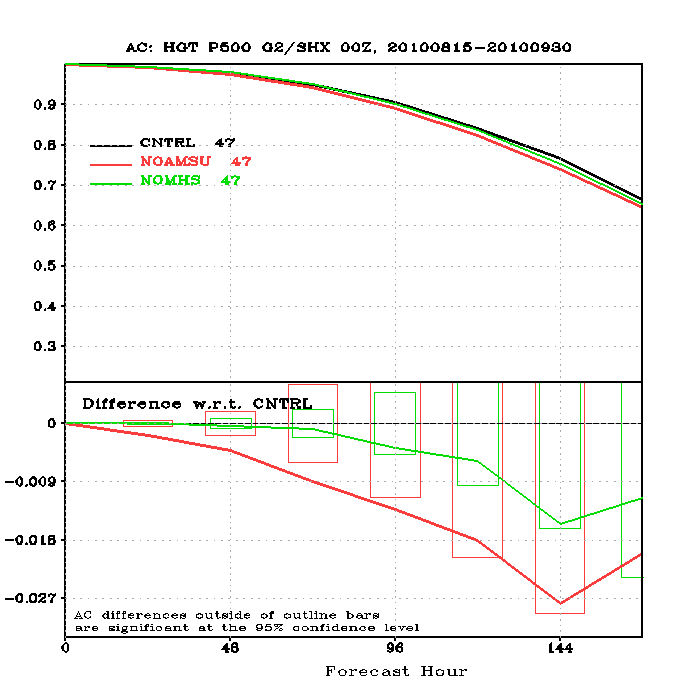 AC: HGT P500 G2/SHX 00Z, 20100815-20100930
0.9
0.8
0.7
0.6
0.5
0.4
0.3
CNTRL 47
NOAMSU 47
NOMHS 47
Difference w.r.t. CNTRL
0
-0.009
-0.018
-0.027
AC differences outside of outline bars
are significant at the 95% confidence level
0 48 96 144
Forecast Hour